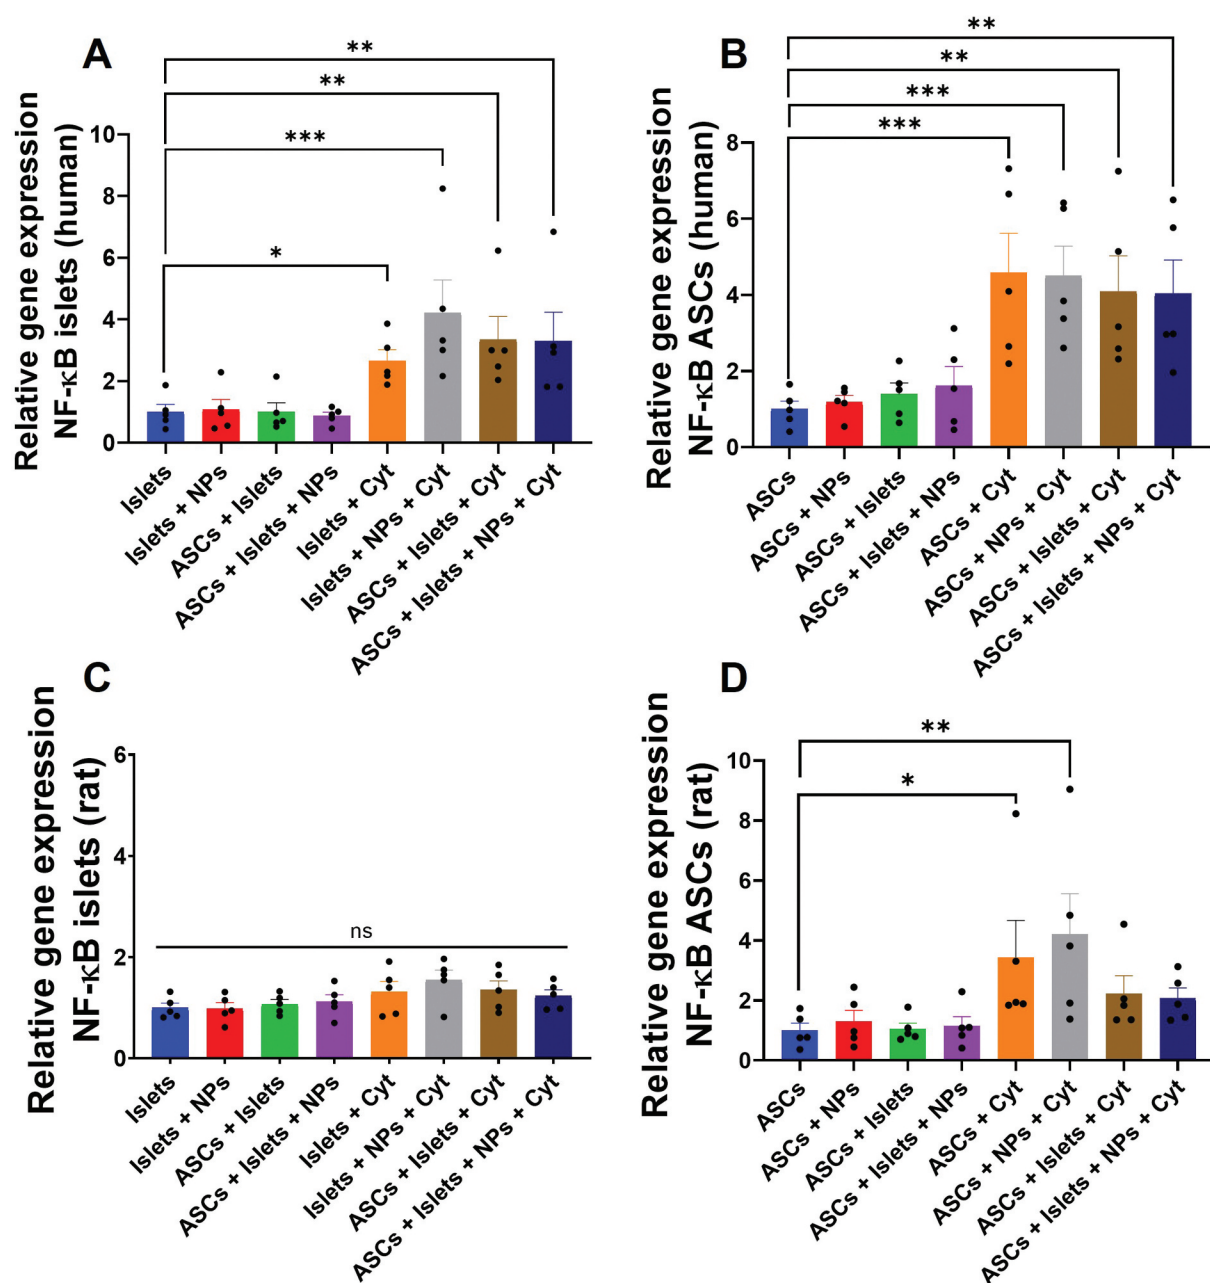 A
Relative gene expression
NF-κB islets (human)
10
8
6
4
2
0
**
**
***
*
Islets
Islets + NPs
ASCs + Islets
ASCs + Islets + NPs
Islets + Cyt
Islets + NPs + Cyt
ASCs + Islets + Cyt
ASCs + Islets + NPs + Cyt
B
Relative gene expression
NF-κB ASCs (human)
8
6
4
2
0
**
**
***
***
ASCs
ASCs + NPs
ASCs + Islets
ASCs + Islets + NPs
ASCs + Cyt
ASCs + NPs + Cyt
ASCs + Islets + Cyt
ASCs + Islets + NPs + Cyt
C
Relative gene expression
NF-κB islets (rat)
6
4
2
0
ns
Islets
Islets + NPs
ASCs + Islets
ASCs + Islets + NPs
Islets + Cyt
Islets + NPs + Cyt
ASCs + Islets + Cyt
ASCs + Islets + NPs + Cyt
D
Relative gene expression
NF-κB ASCs (rat)
10
8
6
4
2
0
**
*
ASCs
ASCs + NPs
ASCs + Islets
ASCs + Islets + NPs
ASCs + Cyt
ASCs + NPs + Cyt
ASCs + Islets + Cyt
ASCs + Islets + NPs + Cyt